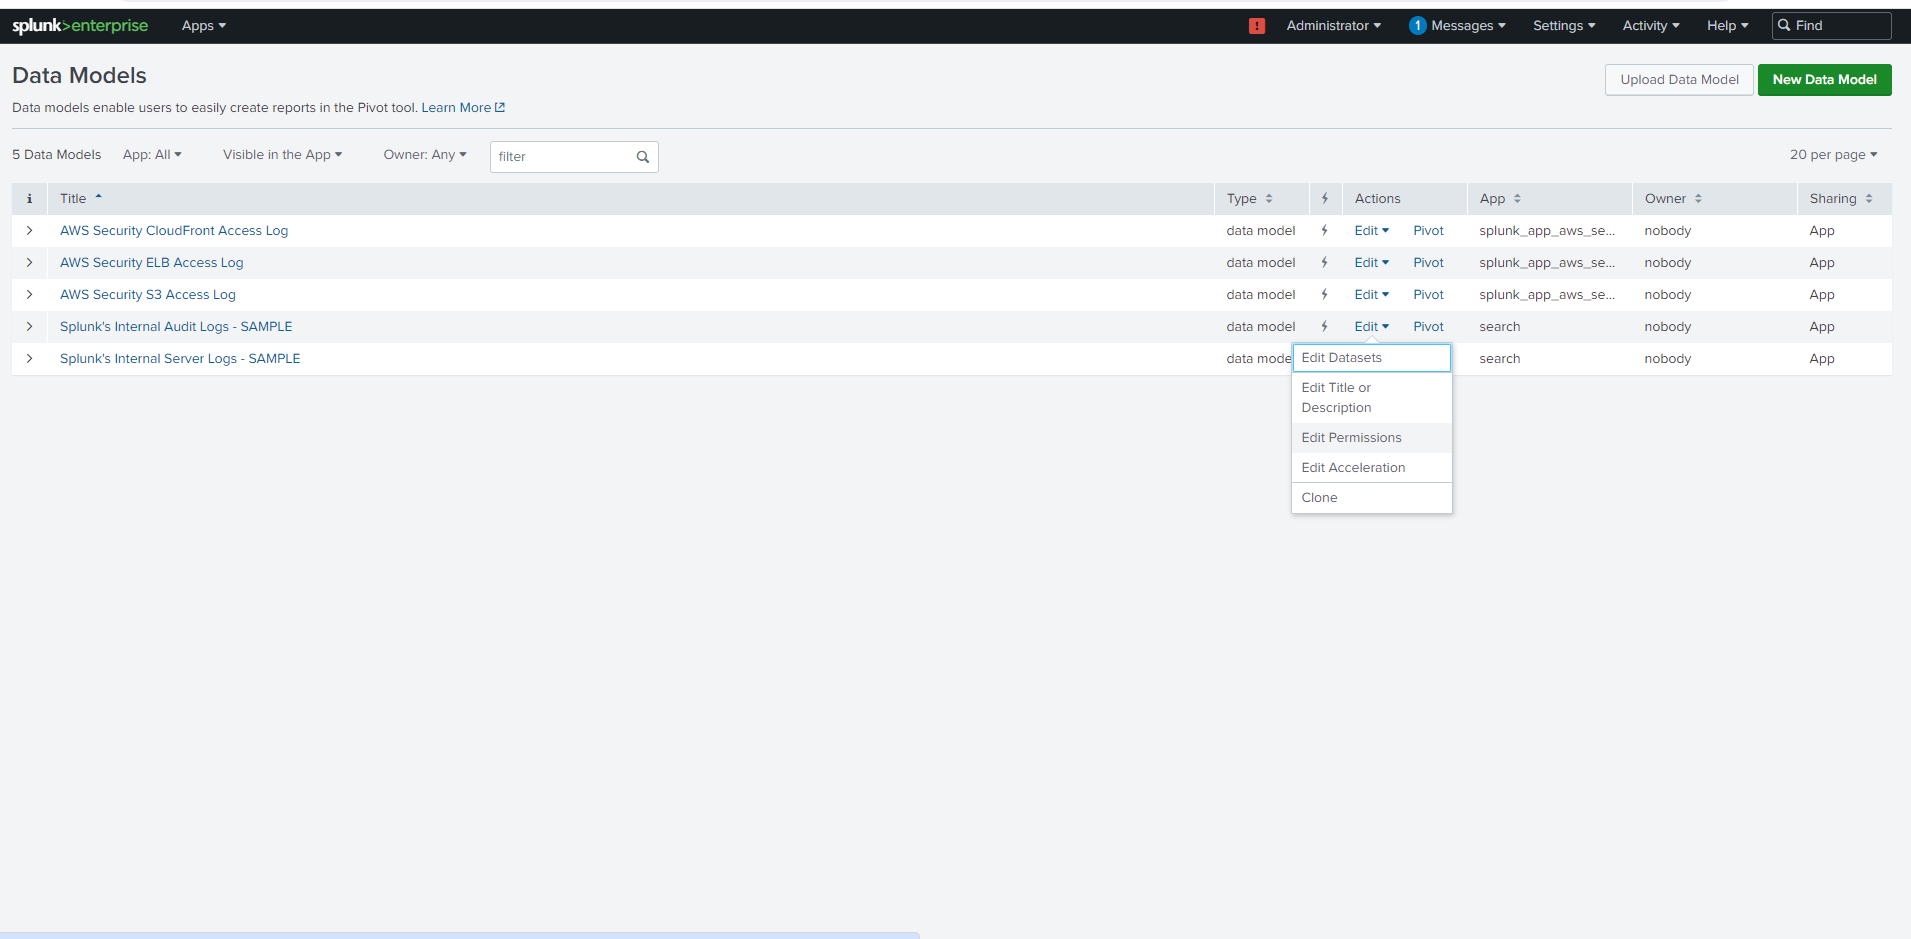 splunk>enterprise Apps Administrator 1 Messages Settings Activity Help Find
Data Models
Upload Data Model New Data Model
Data models enable users to easily create reports in the Pivot tool. Learn More
5 Data Models App: All Visible in the App Owner: Any filter 20 per page
i Title Type Actions App Owner Sharing
AWS Security CloudFront Access Log data model Edit Pivot splunk_app_aws_se... nobody App
AWS Security ELB Access Log data model Edit Pivot splunk_app_aws_se... nobody App
AWS Security S3 Access Log data model Edit Pivot splunk_app_aws_se... nobody App
Splunk's Internal Audit Logs - SAMPLE data model Edit Pivot search nobody App
Splunk's Internal Server Logs - SAMPLE data mode search nobody App
Edit Datasets
Edit Title or
Description
Edit Permissions
Edit Acceleration
Clone